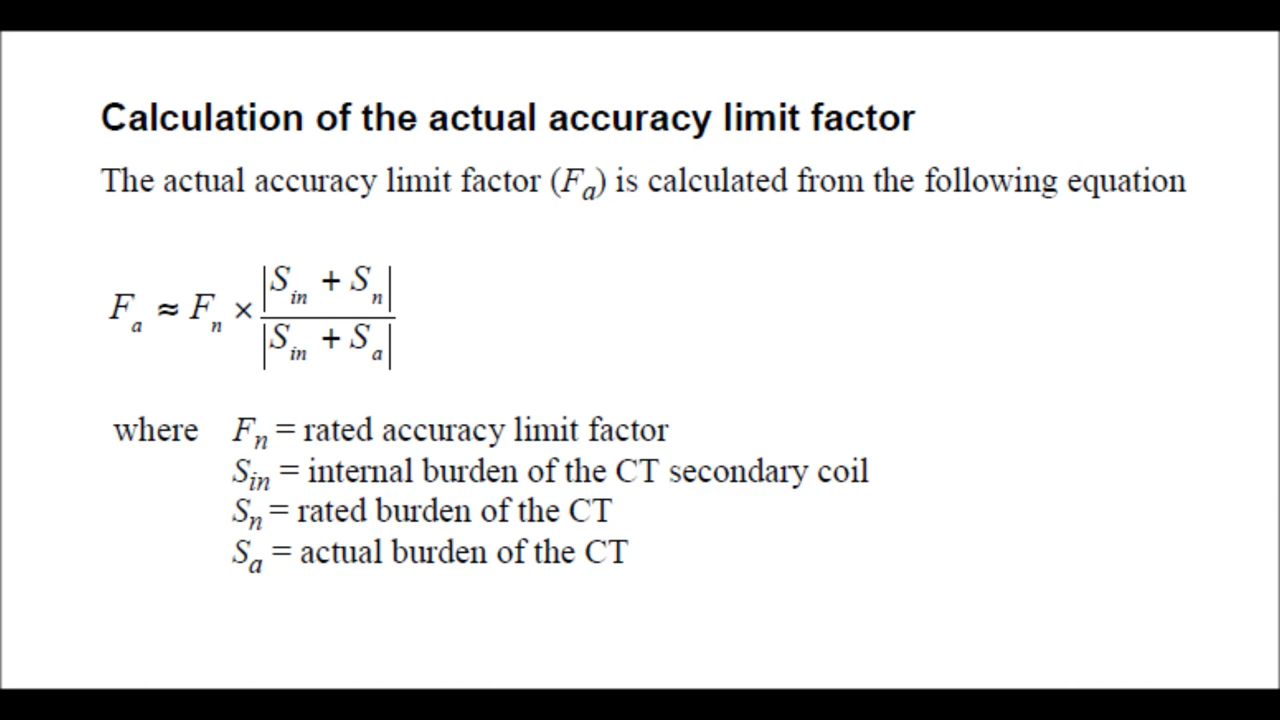 Calculation of the actual accuracy limit factor
The actual accuracy limit factor (Fa) is calculated from the following equation
Fa ≈ Fn × |Sin + Sn| / |Sin + Sa|
where Fn = rated accuracy limit factor
Sin = internal burden of the CT secondary coil
Sn = rated burden of the CT
Sa = actual burden of the CT